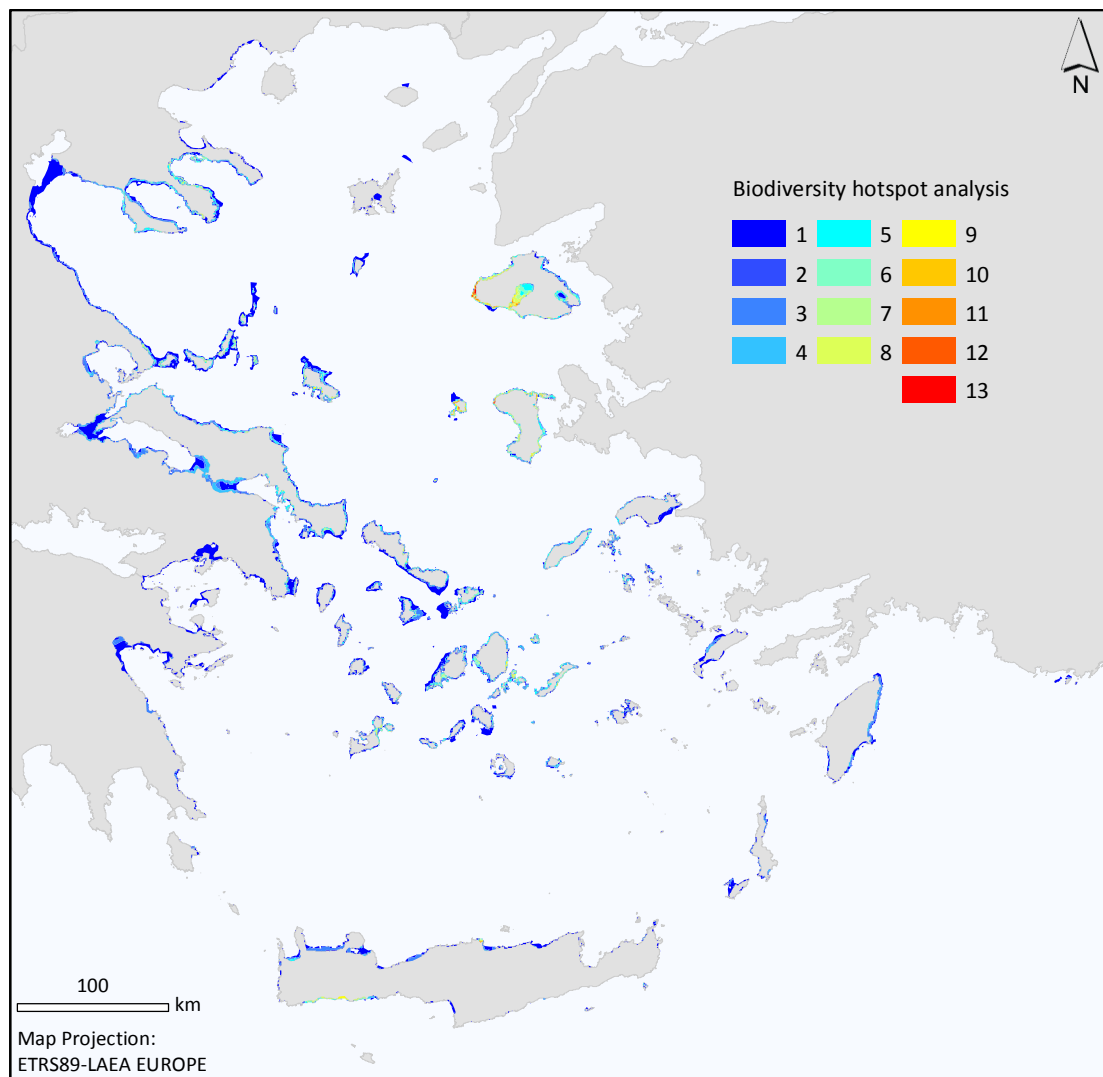 N
Biodiversity hotspot analysis
1 5 9
2 6 10
3 7 11
4 8 12
13
100
km
Map Projection:
ETRS89-LAEA EUROPE